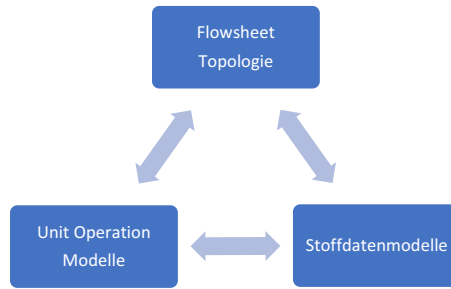 Flowsheet
Topologie
Unit Operation
Modelle
Stoffdatenmodelle